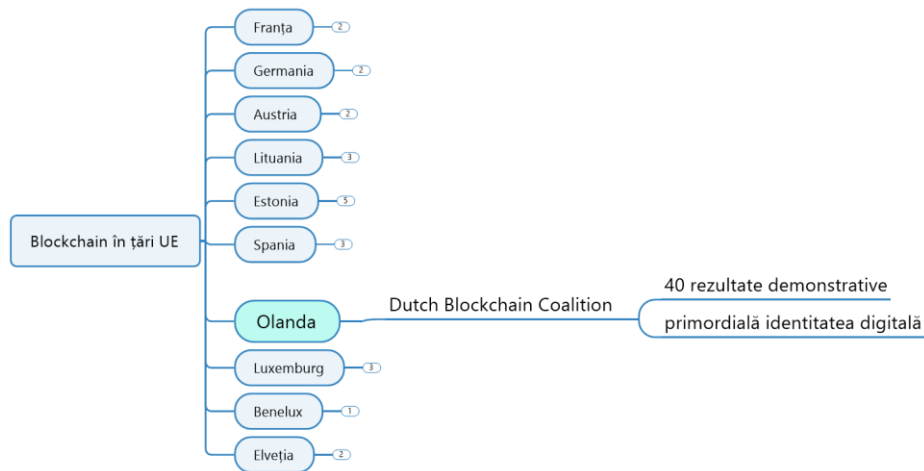 Blockchain în țări UE
Franța
2
Germania
2
Austria
2
Lituania
3
Estonia
5
Spania
3
Olanda
Dutch Blockchain Coalition
40 rezultate demonstrative
primordială identitatea digitală
Luxemburg
3
Benelux
1
Elveția
2